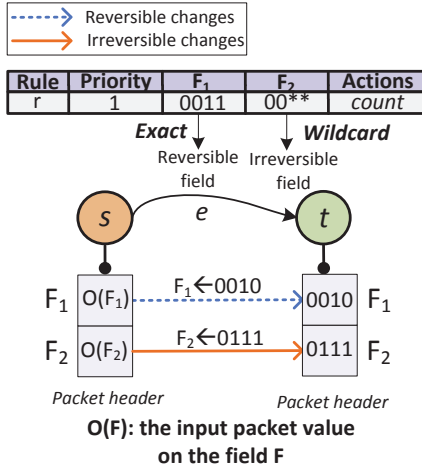 Reversible changes
Irreversible changes
Rule Priority F1 F2 Actions
r 1 0011 00** count
Exact Wildcard
Reversible field Irreversible field
s e t
F1 O(F1) F1←0010 0010 F1
F2 O(F2) F2←0111 0111 F2
Packet header Packet header
O(F): the input packet value
on the field F